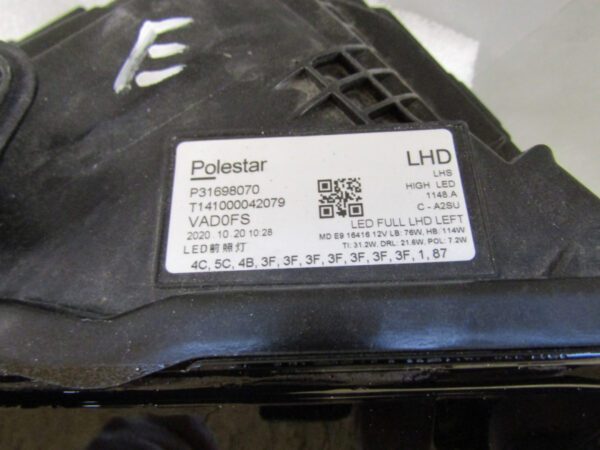 E
Polestar
LHD
P31698070
LHS
T141000042079
HIGH LED
VAD0FS
1148.A
2020.10.20 10:28
C - A2SU
LED前照灯
LED FULL LHD LEFT
MD E9 16416 12V LB: 76W, HB: 114W
TI: 31.2W, DRL: 21.6W, POL: 7.2W
4C, 5C, 4B, 3F, 3F, 3F, 3F, 3F, 3F, 3F, 1, 87